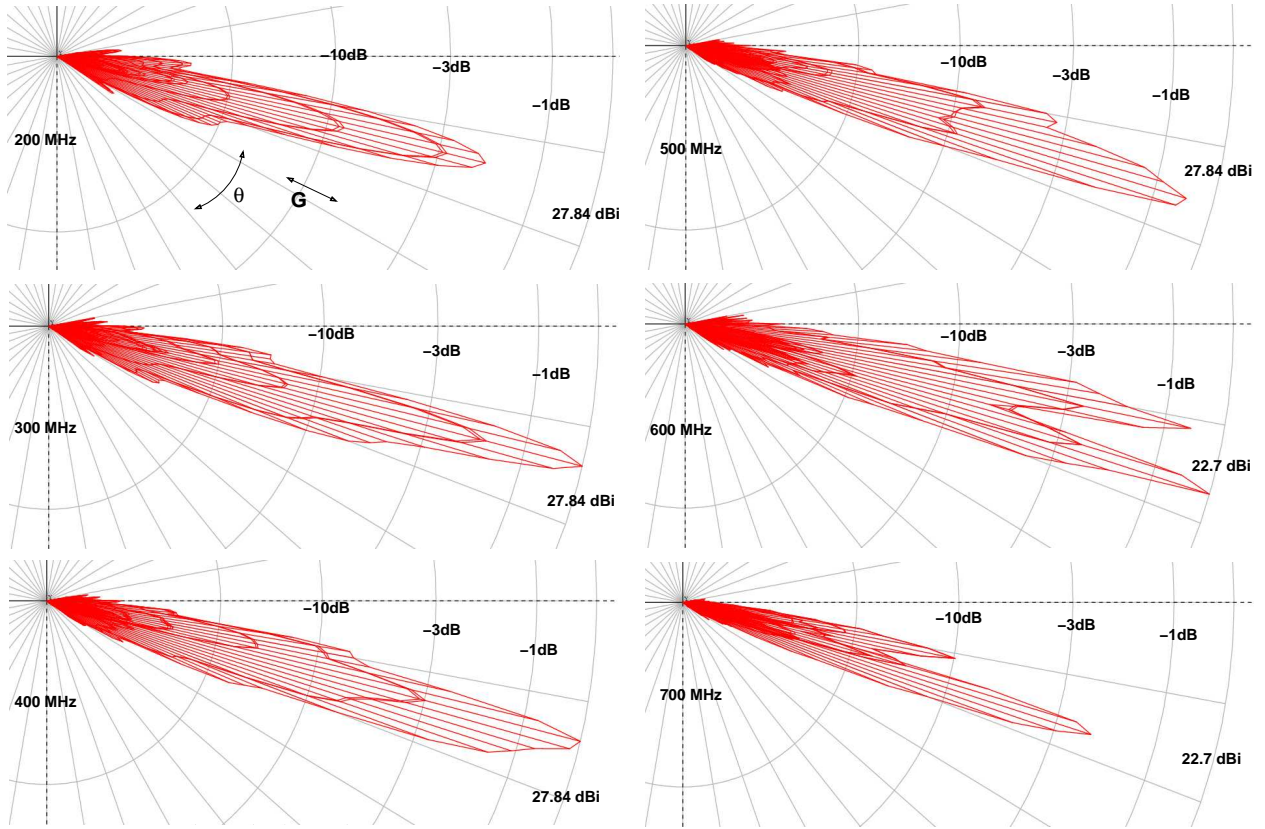 −10dB
−3dB
−1dB
200 MHz
θ
G
27.84 dBi
−10dB
−3dB
−1dB
500 MHz
27.84 dBi
−10dB
−3dB
−1dB
300 MHz
27.84 dBi
−10dB
−3dB
−1dB
600 MHz
22.7 dBi
−10dB
−3dB
−1dB
400 MHz
27.84 dBi
−10dB
−3dB
−1dB
700 MHz
22.7 dBi